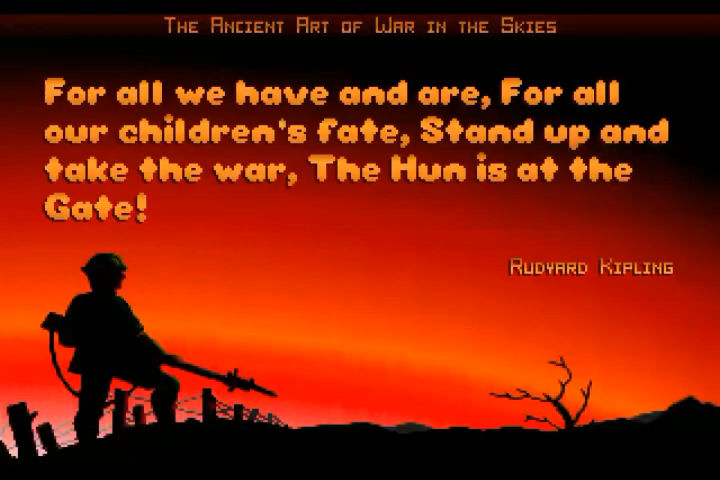 The Ancient Art of War in the Skies
For all we have and are, For all
our children's fate, Stand up and
take the war, The Hun is at the
Gate!
Rudyard Kipling